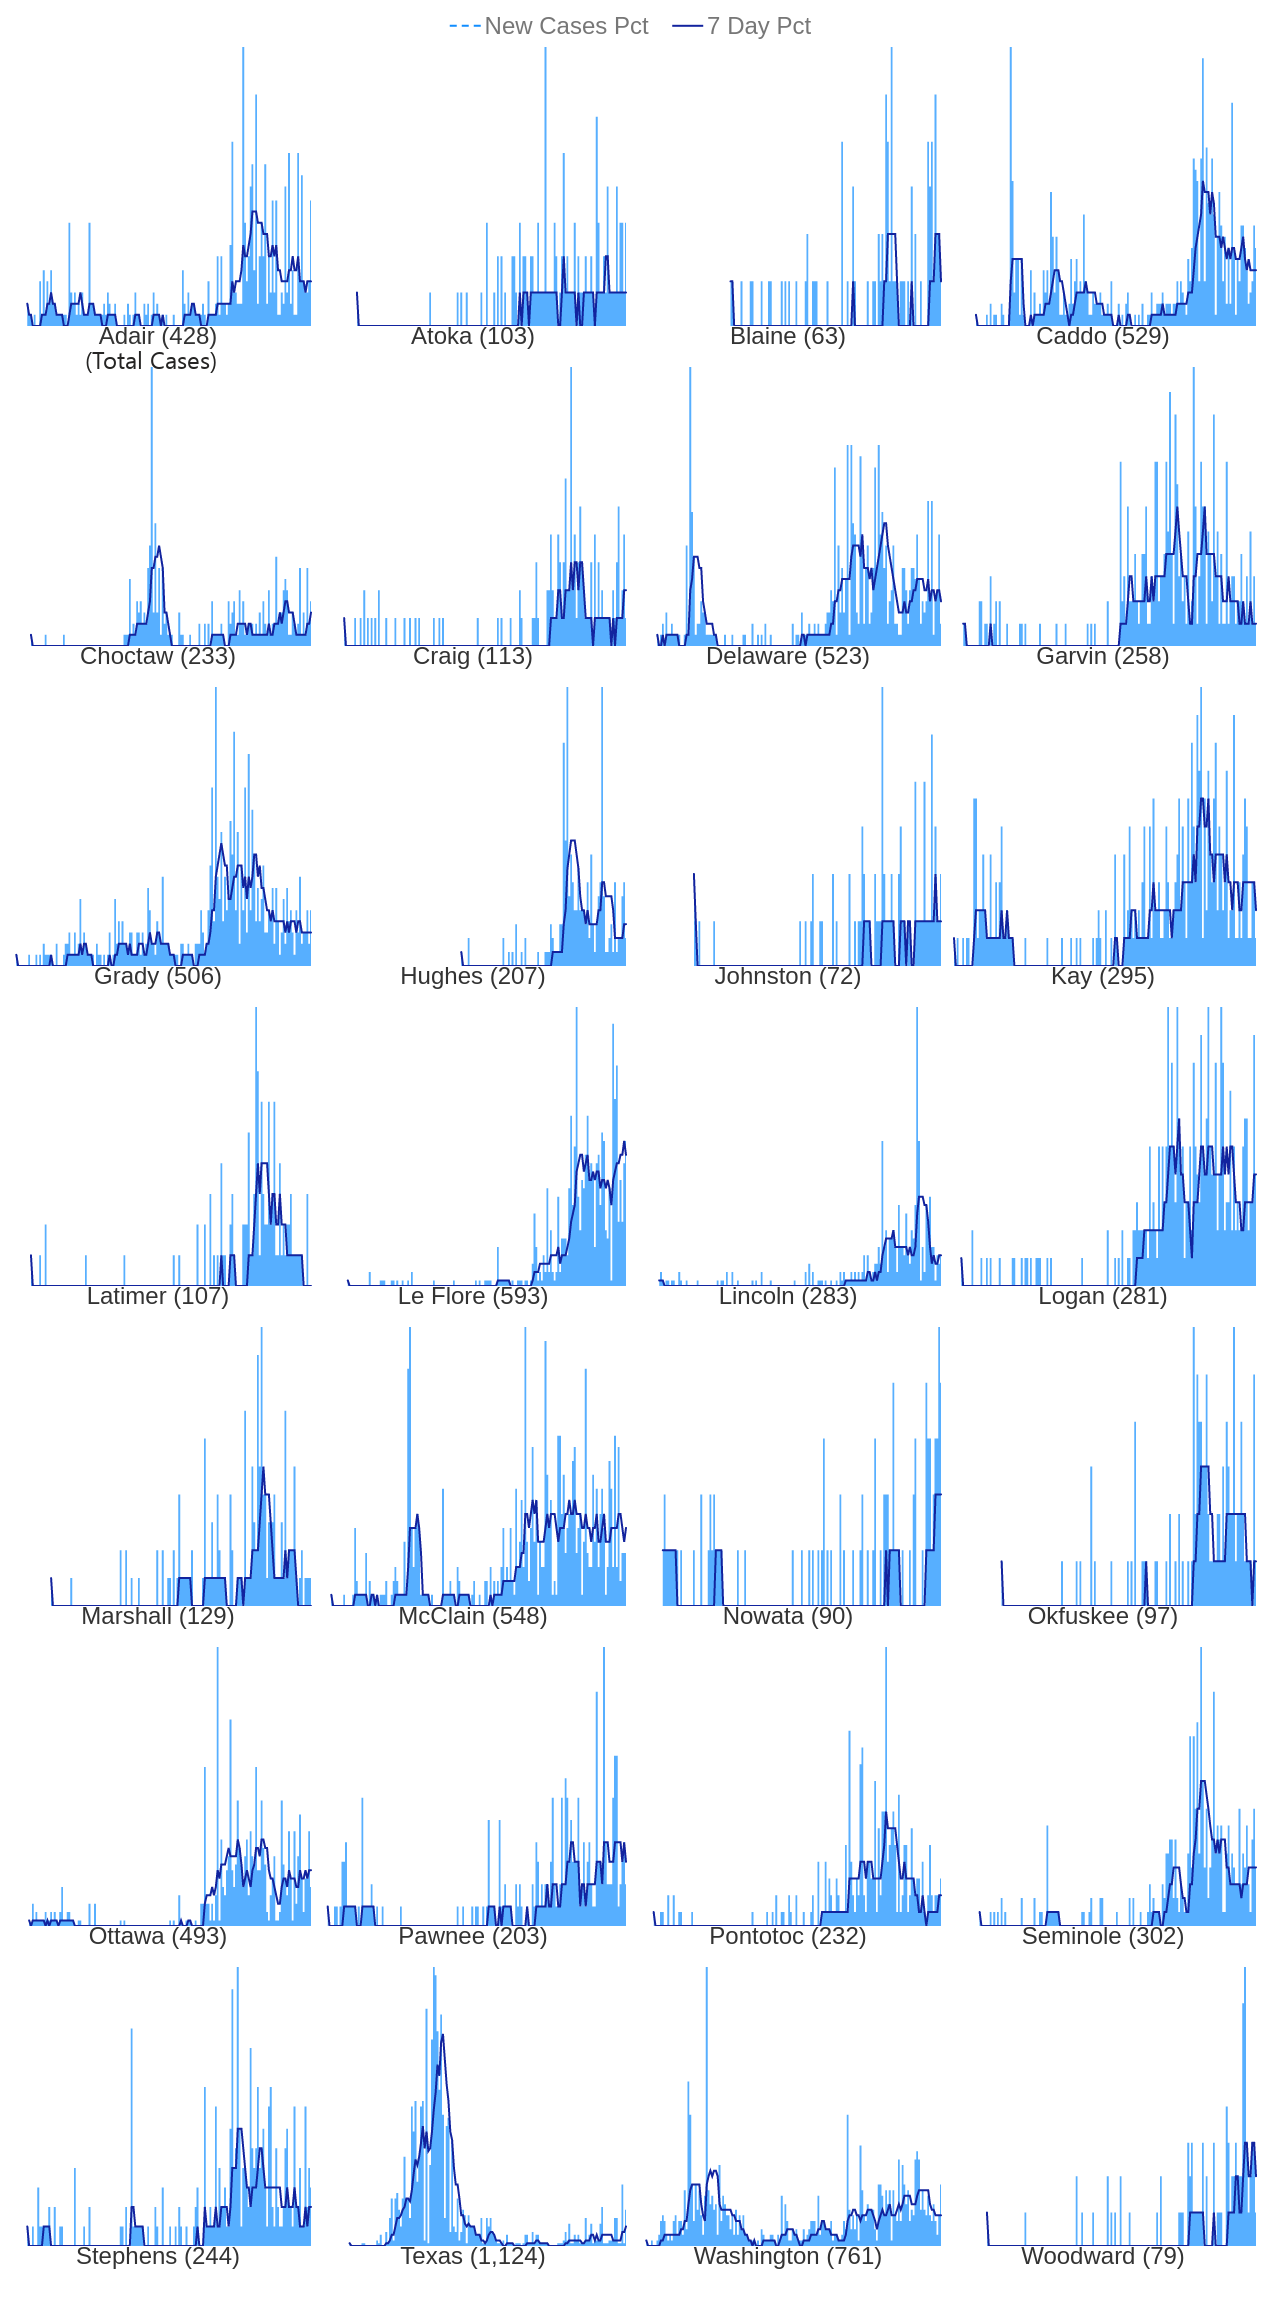 New Cases Pct 7 Day Pct
Adair (428) Atoka (103) Blaine (63) Caddo (529)
(Total Cases)
Choctaw (233) Craig (113) Delaware (523) Garvin (258)
Grady (506) Hughes (207) Johnston (72) Kay (295)
Latimer (107) Le Flore (593) Lincoln (283) Logan (281)
Marshall (129) McClain (548) Nowata (90) Okfuskee (97)
Ottawa (493) Pawnee (203) Pontotoc (232) Seminole (302)
Stephens (244) Texas (1,124) Washington (761) Woodward (79)